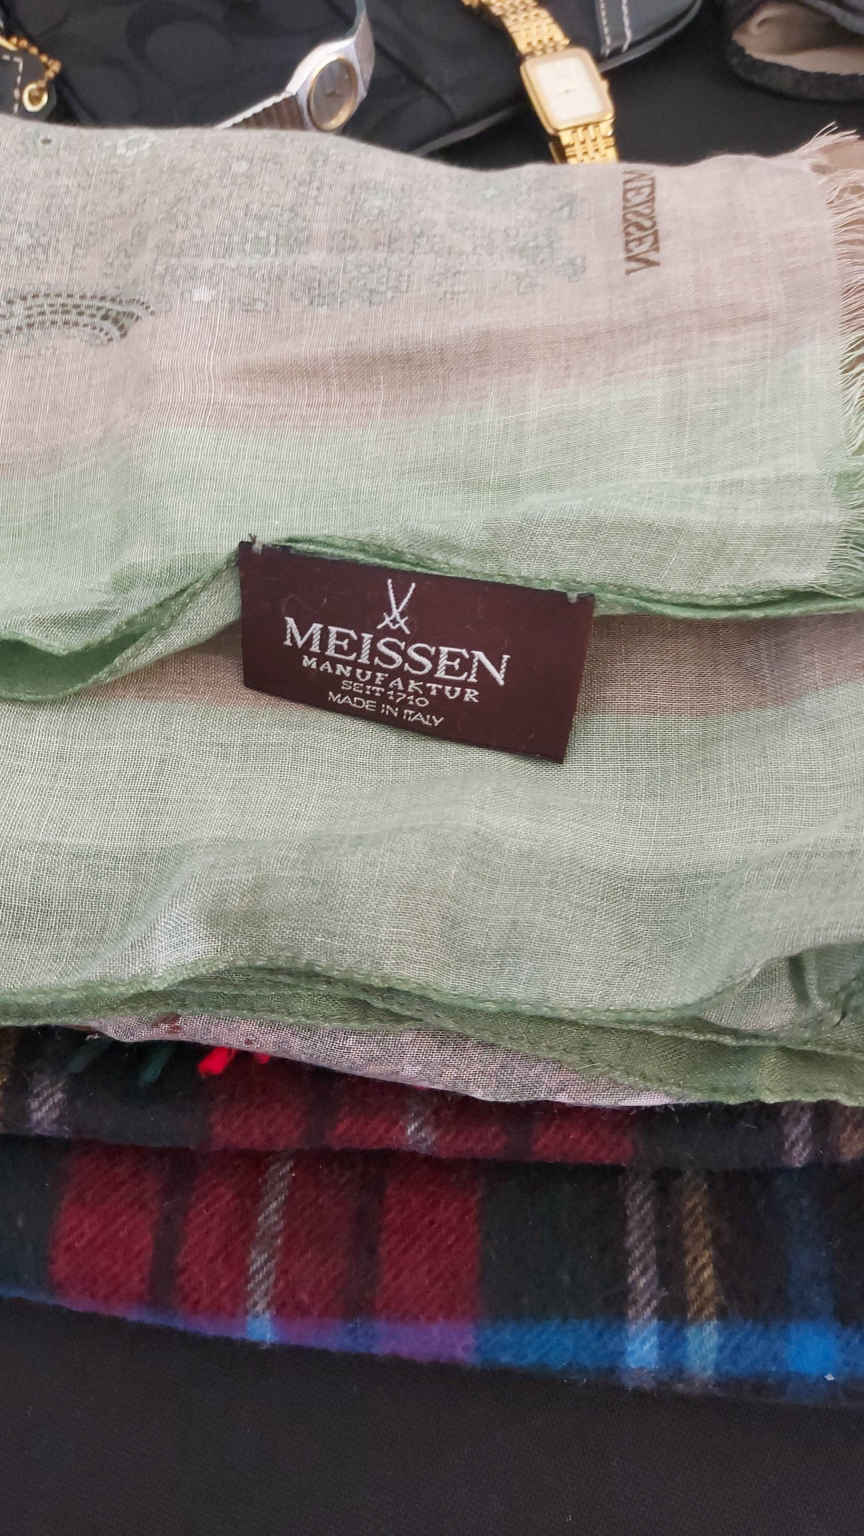 MEISSEN
MEISSEN
MANUFAKTUR
SEIT 1710
MADE IN ITALY